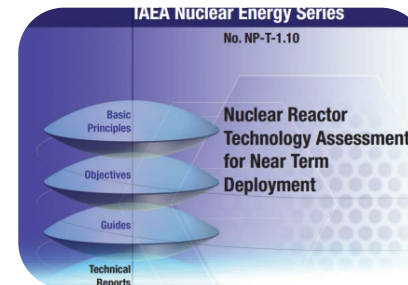 IAEA Nuclear Energy Series
No. NP-T-1.10
Basic
Principles
Nuclear Reactor
Technology Assessment
for Near Term
Deployment
Objectives
Guides
Technical
Reports